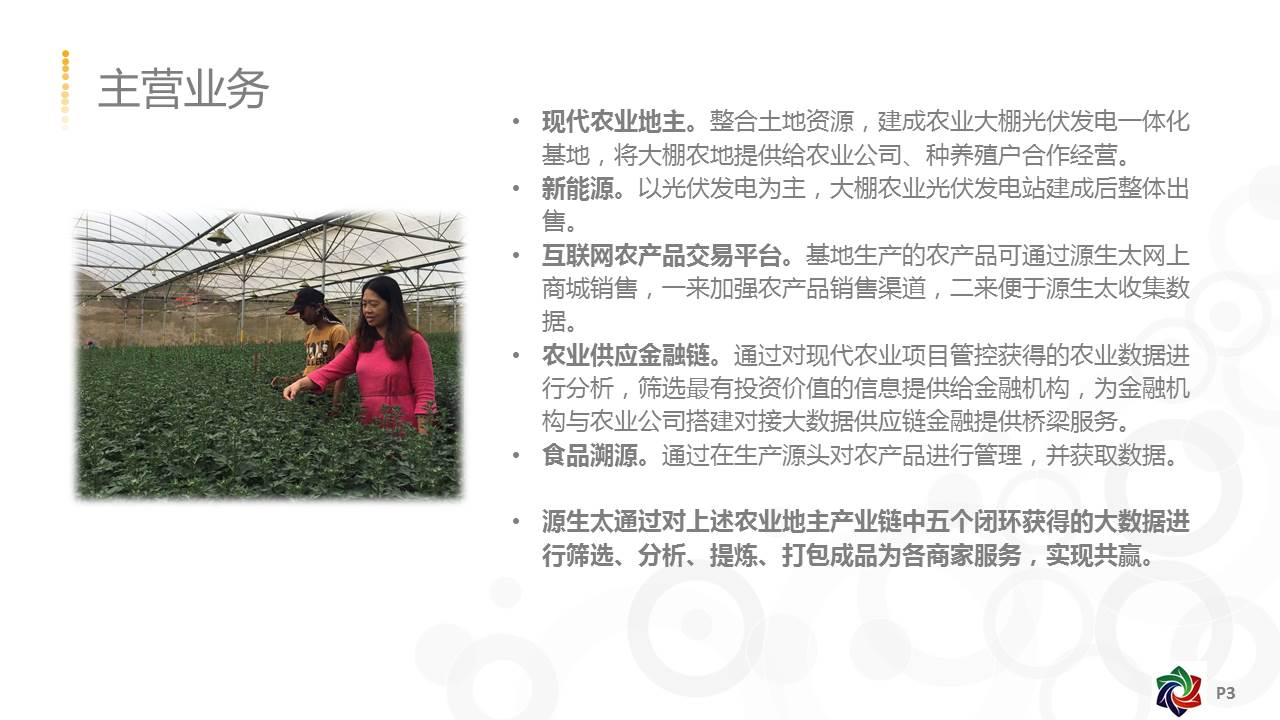 主营业务
• 现代农业地主。整合土地资源，建成农业大棚光伏发电一体化
基地，将大棚农地提供给农业公司、种养殖户合作经营。
• 新能源。以光伏发电为主，大棚农业光伏发电站建成后整体出
售。
• 互联网农产品交易平台。基地生产的农产品可通过源生太网上
商城销售，一来加强农产品销售渠道，二来便于源生太收集数
据。
• 农业供应金融链。通过对现代农业项目管控获得的农业数据进
行分析，筛选最有投资价值的信息提供给金融机构，为金融机
构与农业公司搭建对接大数据供应链金融提供桥梁服务。
• 食品溯源。通过在生产源头对农产品进行管理，并获取数据。
• 源生太通过对上述农业地主产业链中五个闭环获得的大数据进
行筛选、分析、提炼、打包成品为各商家服务，实现共赢。
P3